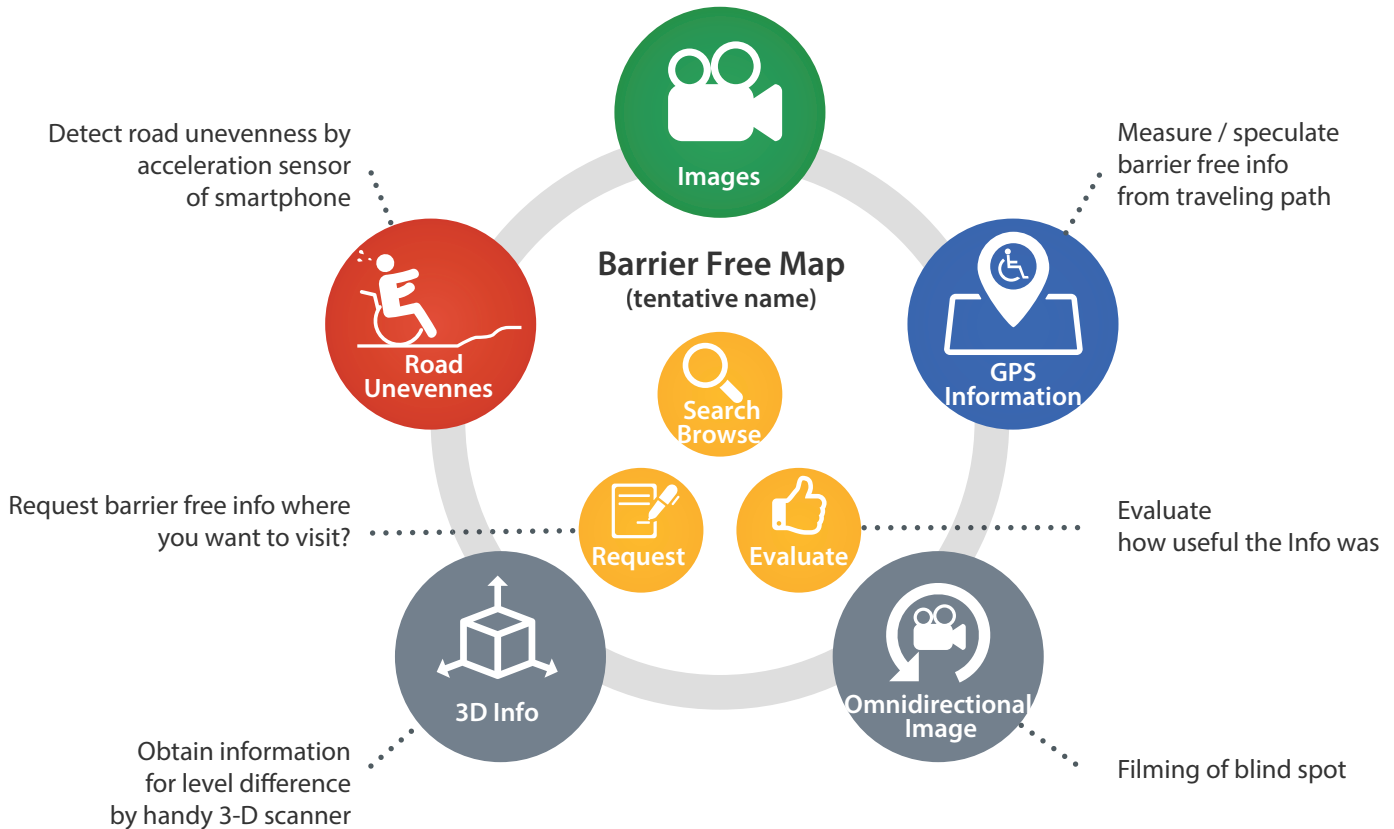 Images
Detect road unevenness by
acceleration sensor
of smartphone
Measure / speculate
barrier free info
from traveling path
Barrier Free Map
(tentative name)
Road
Unevennes
GPS
Information
Search
Browse
Request barrier free info where
you want to visit?
Request
Evaluate
Evaluate
how useful the Info was
3D Info
Omnidirectional
Image
Obtain information
for level difference
by handy 3-D scanner
Filming of blind spot